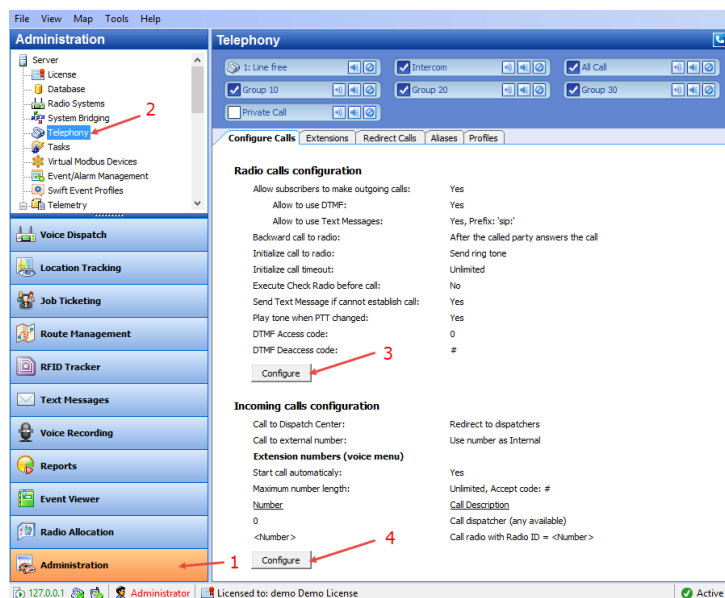 File View Map Tools Help
Administration
Server
License
Database
Radio Systems
System Bridging
Telephony
Tasks
Virtual Modbus Devices
Event/Alarm Management
Swift Event Profiles
Telemetry
2
Voice Dispatch
Location Tracking
Job Ticketing
Route Management
RFID Tracker
Text Messages
Voice Recording
Reports
Event Viewer
Radio Allocation
Administration
1
Telephony
1: Line free Intercom All Call
Group 10 Group 20 Group 30
Private Call
Configure Calls Extensions Redirect Calls Aliases Profiles
Radio calls configuration
Allow subscribers to make outgoing calls: Yes
Allow to use DTMF: Yes
Allow to use Text Messages: Yes, Prefix: 'sip:'
Backward call to radio: After the called party answers the call
Initialize call to radio: Send ring tone
Initialize call timeout: Unlimited
Execute Check Radio before call: No
Send Text Message if cannot establish call: Yes
Play tone when PTT changed: Yes
DTMF Access code: 0
DTMF Deaccess code: #
3
Configure
Incoming calls configuration
Call to Dispatch Center: Redirect to dispatchers
Call to external number: Use number as Internal
Extension numbers (voice menu)
Start call automaticaly: Yes
Maximum number length: Unlimited, Accept code: #
Number Call Description
0 Call dispatcher (any available)
<Number> Call radio with Radio ID = <Number>
4
Configure
127.0.0.1 Administrator Licensed to: demo Demo License Active